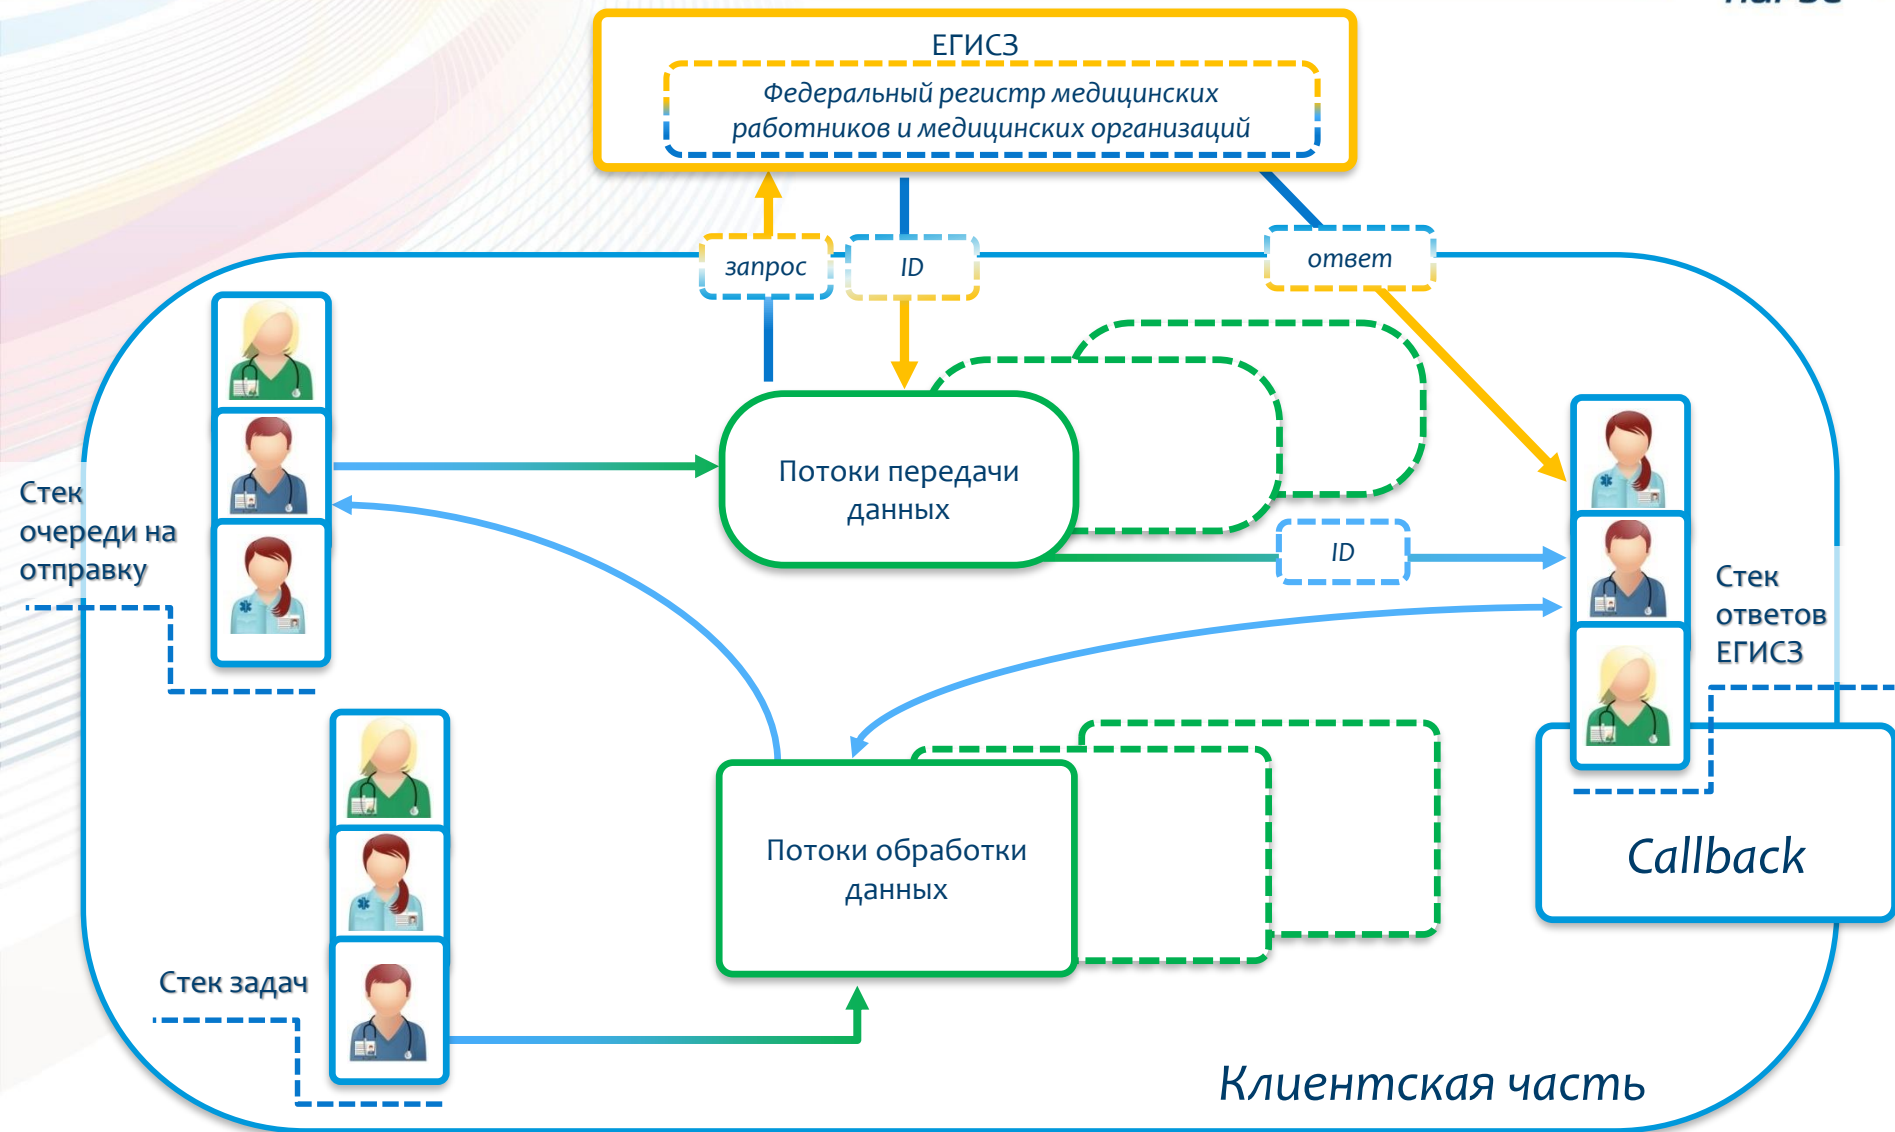 ЕГИСЗ
Федеральный регистр медицинских
работников и медицинских организаций
запрос
ID
ответ
Стек
очереди на
отправку
Потоки передачи
данных
ID
Стек
ответов
ЕГИСЗ
Потоки обработки
данных
Callback
Стек задач
Клиентская часть